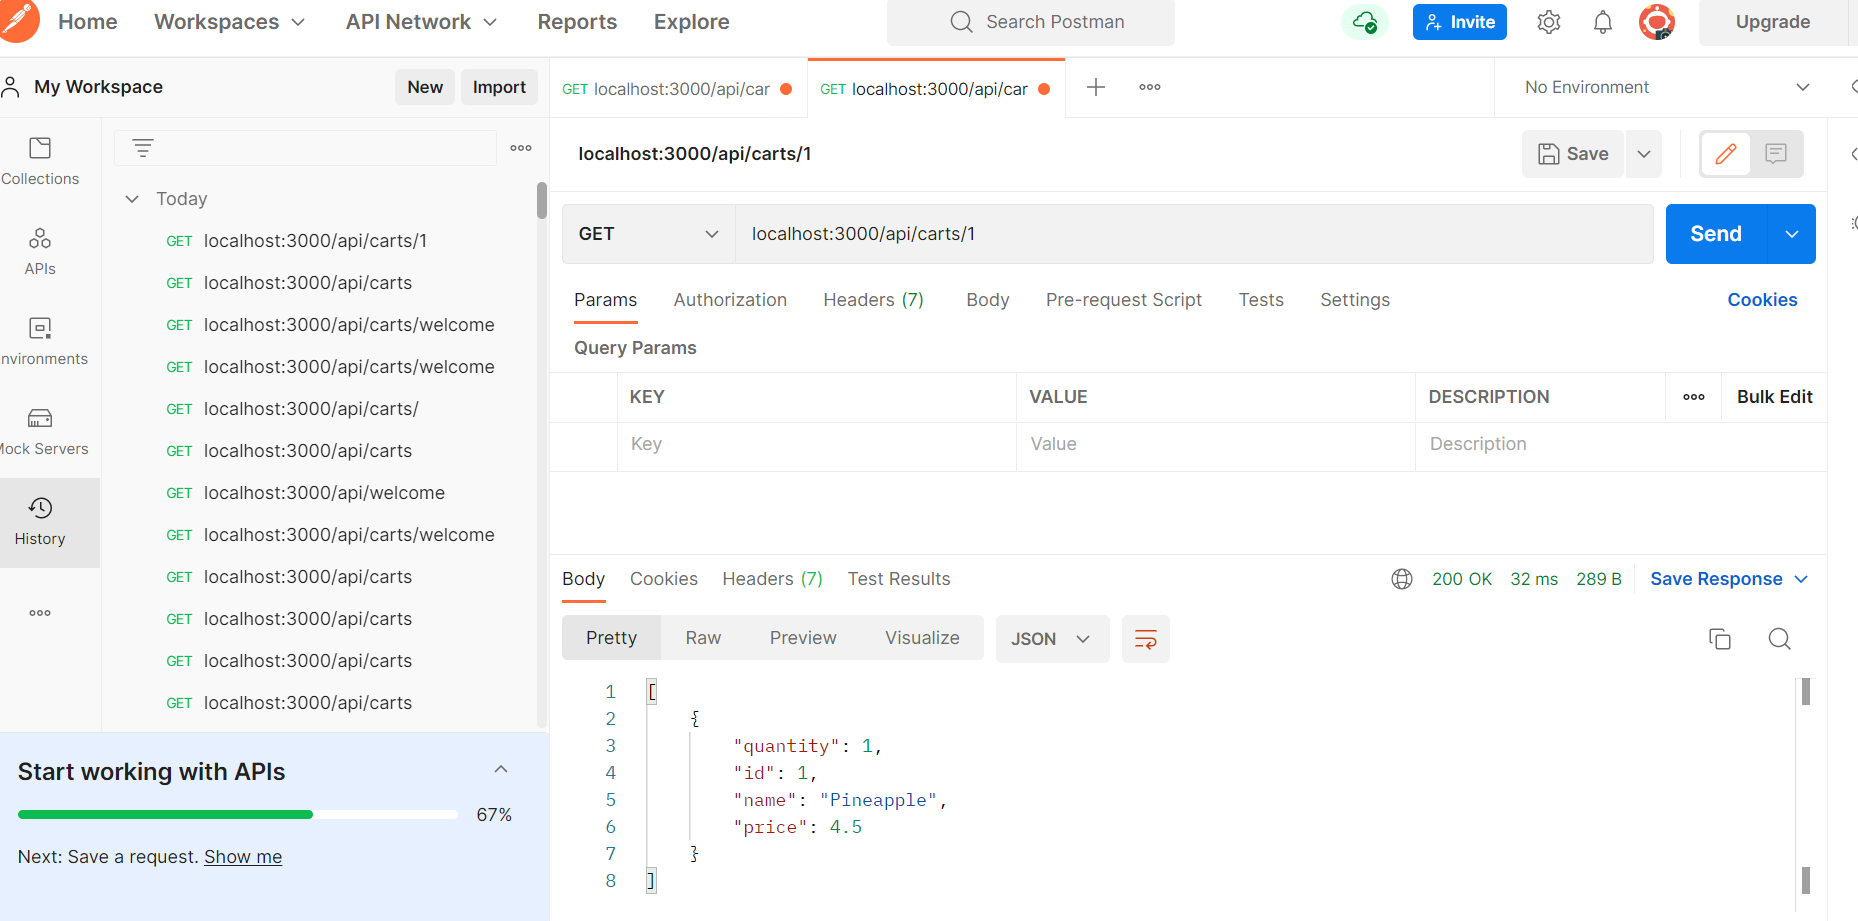 Home Workspaces API Network Reports Explore Search Postman Invite Upgrade
My Workspace New Import GET localhost:3000/api/car GET localhost:3000/api/car No Environment
Collections
APIs
nvironments
Mock Servers
History
Today
GET localhost:3000/api/carts/1
GET localhost:3000/api/carts
GET localhost:3000/api/carts/welcome
GET localhost:3000/api/carts/welcome
GET localhost:3000/api/carts/
GET localhost:3000/api/carts
GET localhost:3000/api/welcome
GET localhost:3000/api/carts/welcome
GET localhost:3000/api/carts
GET localhost:3000/api/carts
GET localhost:3000/api/carts
GET localhost:3000/api/carts
Start working with APIs
67%
Next: Save a request. Show me
localhost:3000/api/carts/1 Save
GET localhost:3000/api/carts/1 Send
Params Authorization Headers (7) Body Pre-request Script Tests Settings Cookies
Query Params
KEY VALUE DESCRIPTION Bulk Edit
Key Value Description
Body Cookies Headers (7) Test Results 200 OK 32 ms 289 B Save Response
Pretty Raw Preview Visualize JSON
1 [
2 {
3 "quantity": 1,
4 "id": 1,
5 "name": "Pineapple",
6 "price": 4.5
7 }
8 ]